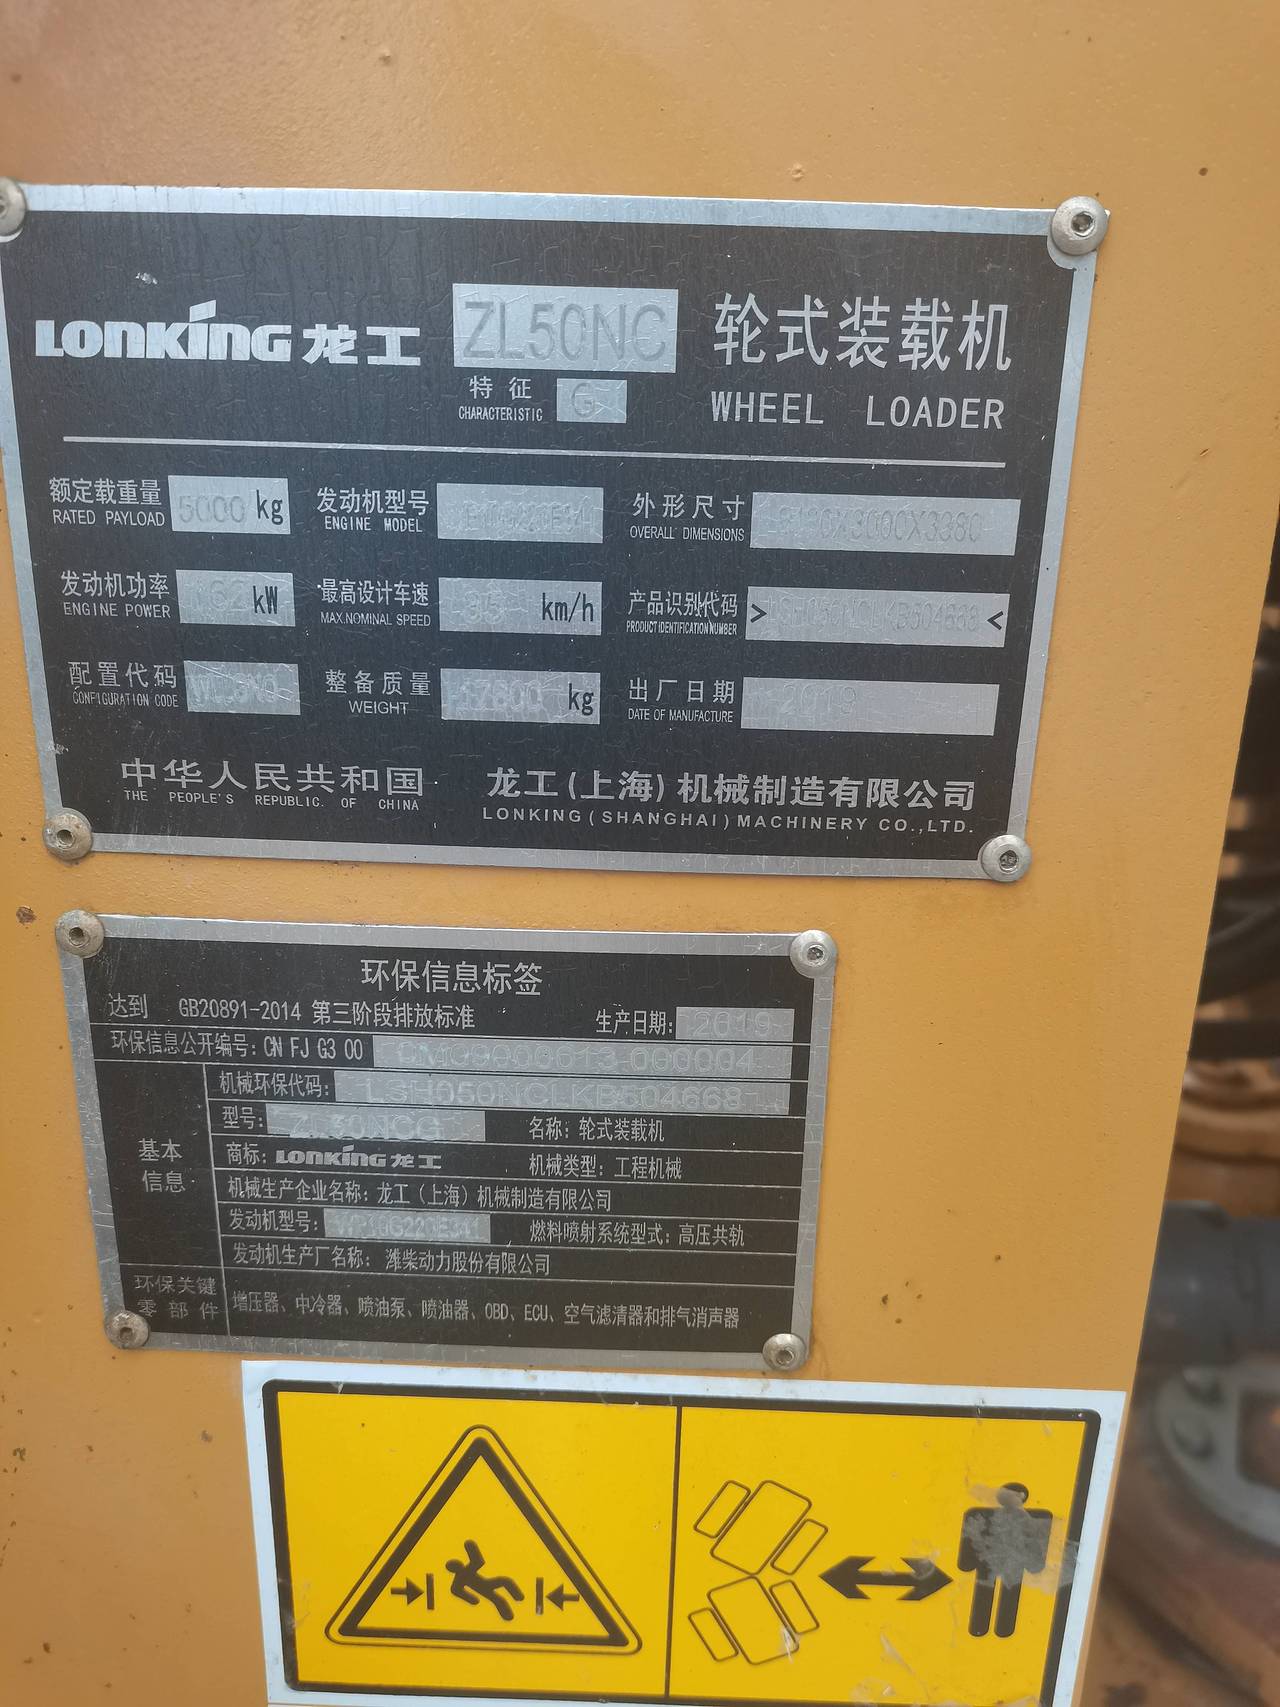 LONKING 龙工 ZL50NC 轮式装载机
特征 G
CHARACTERISTIC
WHEEL LOADER
额定载重量 5000 kg
RATED PAYLOAD
发动机型号
ENGINE MODEL
外形尺寸
OVERALL DIMENSIONS
发动机功率 162 kW
ENGINE POWER
最高设计车速 35 km/h
MAX.NOMINAL SPEED
产品识别代码 > <
PRODUCT IDENTIFICATION NUMBER
配置代码
CONFIGURATION CODE
整备质量 kg
WEIGHT
出厂日期
DATE OF MANUFACTURE
中华人民共和国
THE PEOPLE'S REPUBLIC OF CHINA
龙工(上海)机械制造有限公司
LONKING (SHANGHAI) MACHINERY CO.,LTD.
环保信息标签
达到 GB20891-2014 第三阶段排放标准 生产日期: 2019
环保信息公开编号: CN FJ G3 00
机械环保代码: LSH050NCLKB604668
型号: ZL50NCG 名称: 轮式装载机
基本信息
商标: LONKING 龙工 机械类型: 工程机械
机械生产企业名称: 龙工(上海)机械制造有限公司
发动机型号: 燃料喷射系统型式: 高压共轨
发动机生产厂名称: 潍柴动力股份有限公司
环保关键零部件
增压器、中冷器、喷油泵、喷油器、OBD、ECU、空气滤清器和排气消声器